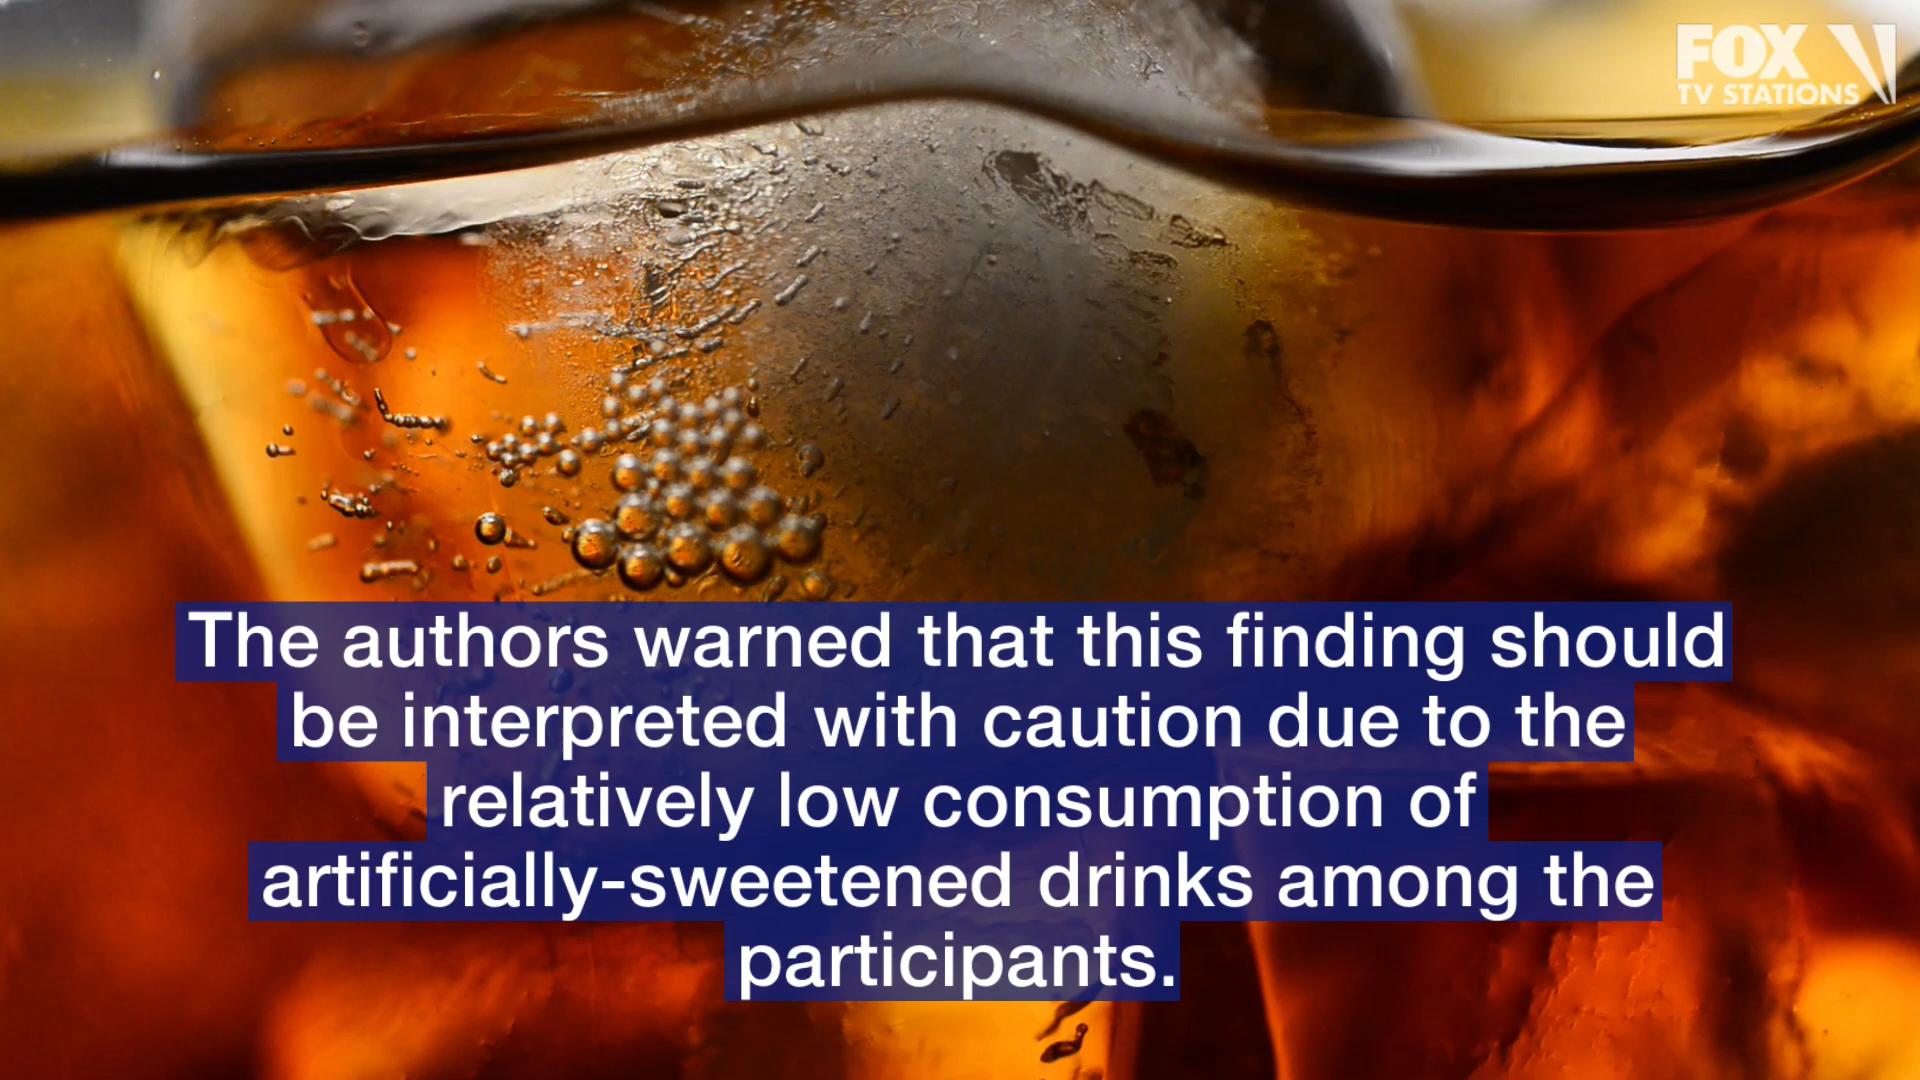 FOX
TV STATIONS
The authors warned that this finding should
be interpreted with caution due to the
relatively low consumption of
artificially-sweetened drinks among the
participants.